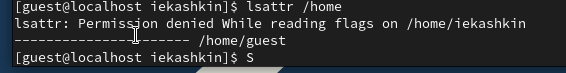 [guest@localhost iekashkin]$ lsattr /home
lsattr: Permission denied While reading flags on /home/iekashkin
---------------------- /home/guest
[guest@localhost iekashkin]$ S